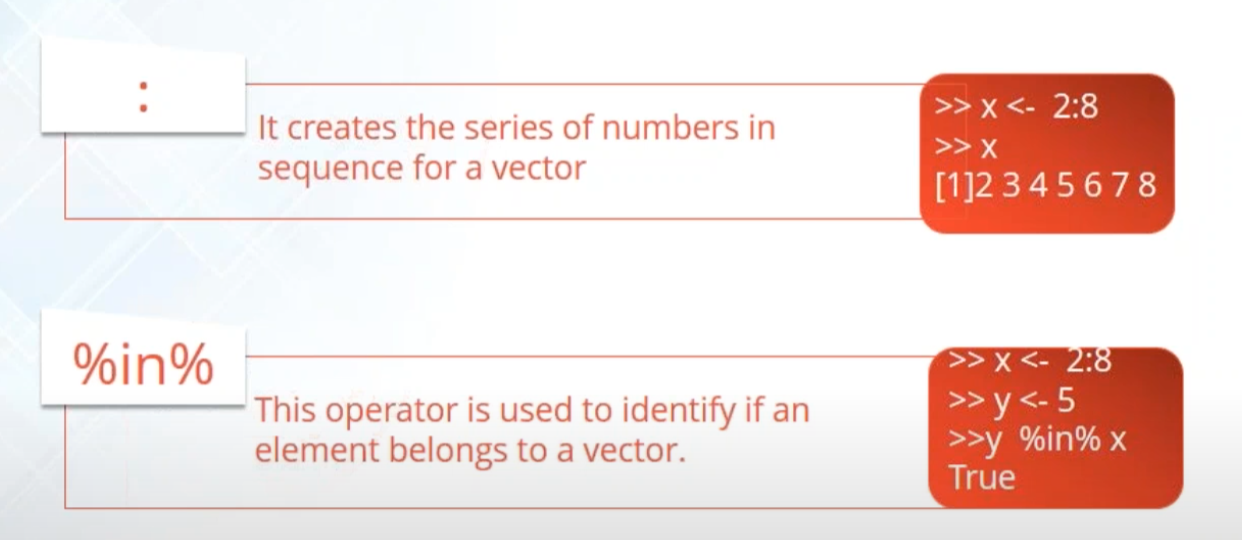 :
It creates the series of numbers in
sequence for a vector
>> x <- 2:8
>> x
[1]2 3 4 5 6 7 8
%in%
This operator is used to identify if an
element belongs to a vector.
>> x <- 2:8
>> y <- 5
>>y %in% x
True